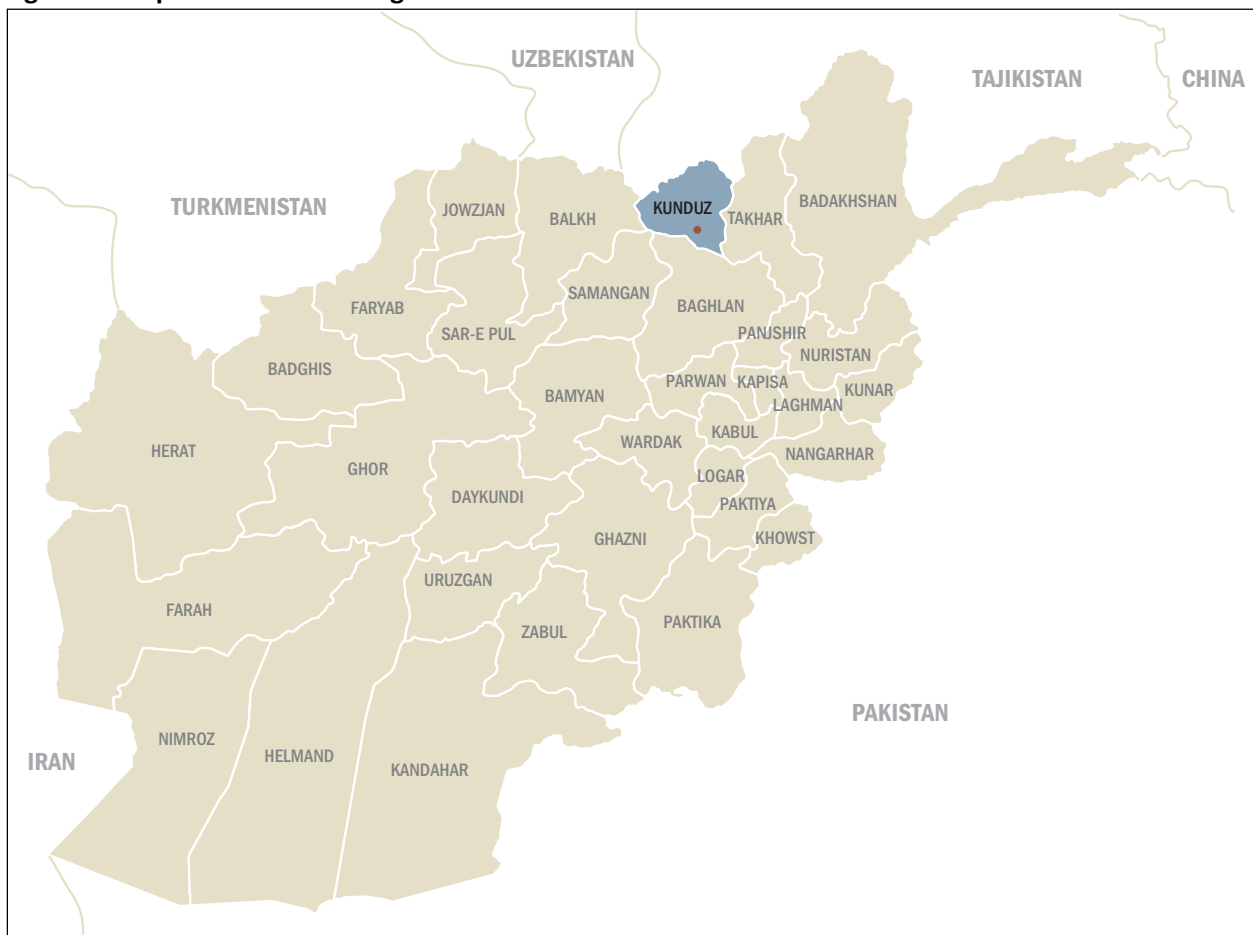 UZBEKISTAN
TAJIKISTAN
CHINA
TURKMENISTAN
JOWZJAN
BALKH
KUNDUZ
TAKHAR
BADAKHSHAN
FARYAB
SAR-E PUL
SAMANGAN
BAGHLAN
PANJSHIR
NURISTAN
BADGHIS
BAMYAN
PARWAN
KAPISA
KUNAR
LAGHMAN
HERAT
GHOR
WARDAK
KABUL
NANGARHAR
DAYKUNDI
LOGAR
PAKTIYA
GHAZNI
KHOWST
URUZGAN
FARAH
ZABUL
PAKTIKA
PAKISTAN
NIMROZ
HELMAND
KANDAHAR
IRAN